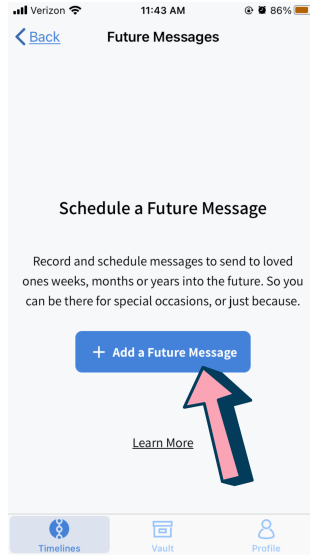 Verizon 11:43 AM 86%
Back Future Messages
Schedule a Future Message
Record and schedule messages to send to loved
ones weeks, months or years into the future. So you
can be there for special occasions, or just because.
+ Add a Future Message
Learn More
Timelines Vault Profile